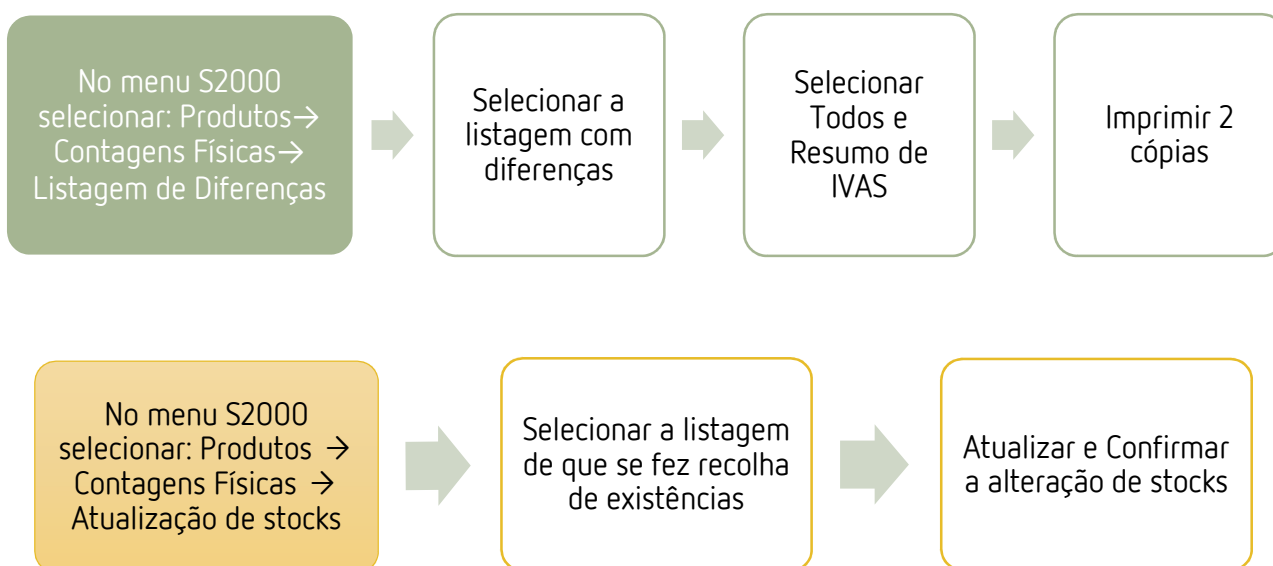 No menu S2000
selecionar: Produtos→
Contagens Físicas→
Listagem de Diferenças
Selecionar a
listagem com
diferenças
Selecionar
Todos e
Resumo de
IVAS
Imprimir 2
cópias
No menu S2000
selecionar: Produtos →
Contagens Físicas →
Atualização de stocks
Selecionar a listagem
de que se fez recolha
de existências
Atualizar e Confirmar
a alteração de stocks